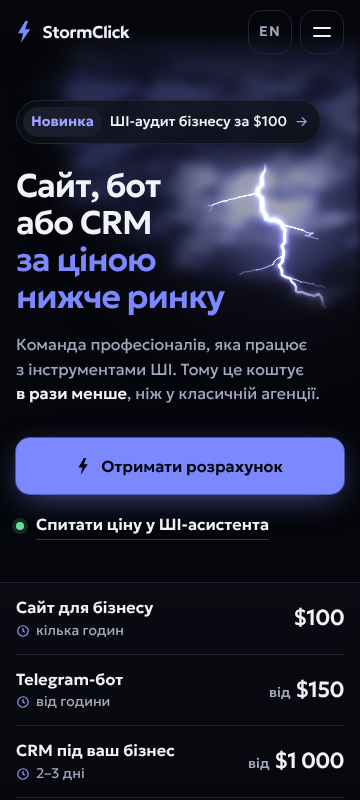 StormClick
EN
Новинка ШІ-аудит бізнесу за $100 →
Сайт, бот
або CRM
за ціною
нижче ринку
Команда професіоналів, яка працює
з інструментами ШІ. Тому це коштує
в рази менше, ніж у класичній агенції.
Отримати розрахунок
Спитати ціну у ШІ-асистента
Сайт для бізнесу
$100
кілька годин
Telegram-бот
від $150
від години
CRM під ваш бізнес
від $1 000
2–3 дні